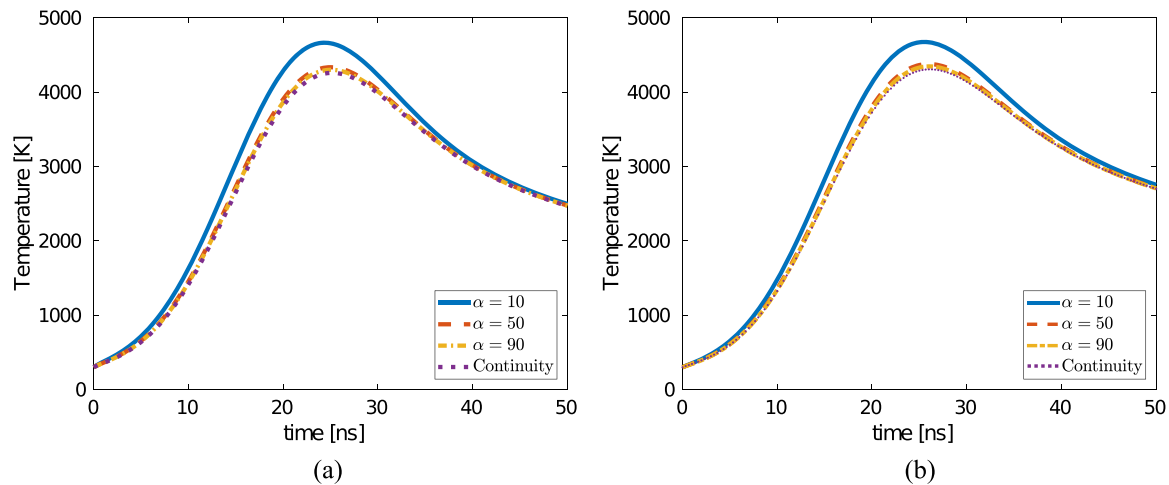 5000
4000
3000
2000
1000
0
Temperature [K]
0 10 20 30 40 50
time [ns]
α = 10
α = 50
α = 90
Continuity
(a)
5000
4000
3000
2000
1000
0
Temperature [K]
0 10 20 30 40 50
time [ns]
α = 10
α = 50
α = 90
Continuity
(b)